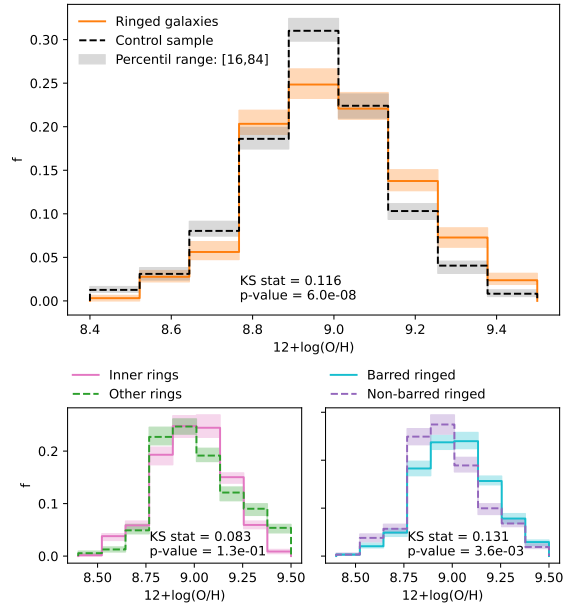 Ringed galaxies
Control sample
Percentil range: [16,84]
f
0.30
0.25
0.20
0.15
0.10
0.05
0.00
KS stat = 0.116
p-value = 6.0e-08
8.4 8.6 8.8 9.0 9.2 9.4
12+log(O/H)
Inner rings
Other rings
f
0.2
0.1
0.0
KS stat = 0.083
p-value = 1.3e-01
8.50 8.75 9.00 9.25 9.50
12+log(O/H)
Barred ringed
Non-barred ringed
KS stat = 0.131
p-value = 3.6e-03
8.50 8.75 9.00 9.25 9.50
12+log(O/H)